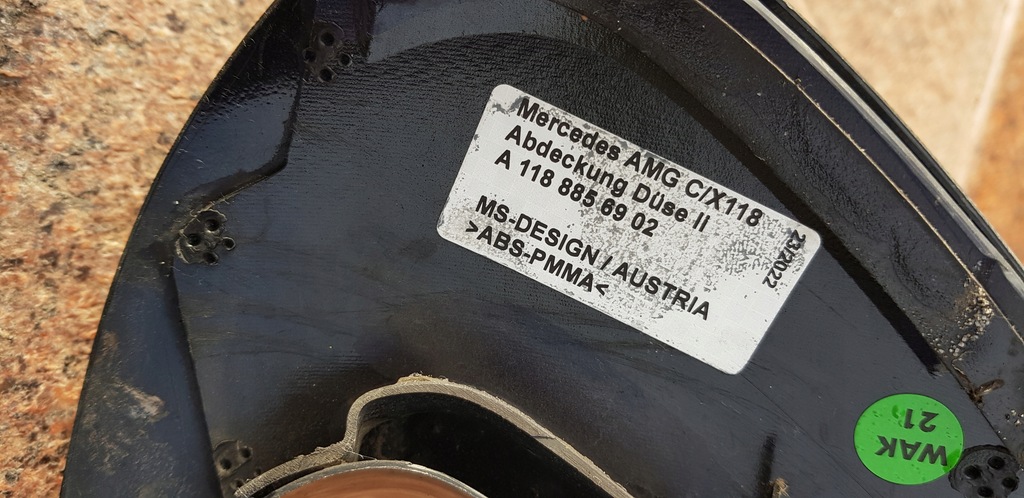 Mercedes AMG C/X118
Abdeckung Düse II
A 118 885 69 02
MS-DESIGN / AUSTRIA
>ABS-PMMA<
23/2022
WAK
21